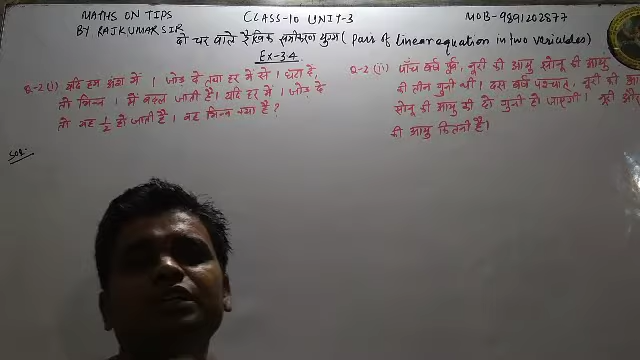 MATHS ON TIPS
BY RAJKUMAR SIR
CLASS-10 UNIT-3
MOB-9891202877
दो चर वाले रैखिक समीकरण युग्म (Pair of linear equation in two variables)
Ex-3.4
Q-2 (i) यदि हम अंश में 1 जोड़ दें तथा हर में से 1 घटा दें,
तो भिन्न 1 में बदल जाती है। यदि हर में 1 जोड़ दें
तो यह 1/2 हो जाती है। वह भिन्न क्या है?
Sol:
Q-2 (ii) पाँच वर्ष पूर्व, नूरी की आयु सोनू की आयु
की तीन गुनी थी। दस वर्ष पश्चात्, नूरी की आयु
सोनू की आयु की दो गुनी हो जाएगी। नूरी और
की आयु कितनी है।